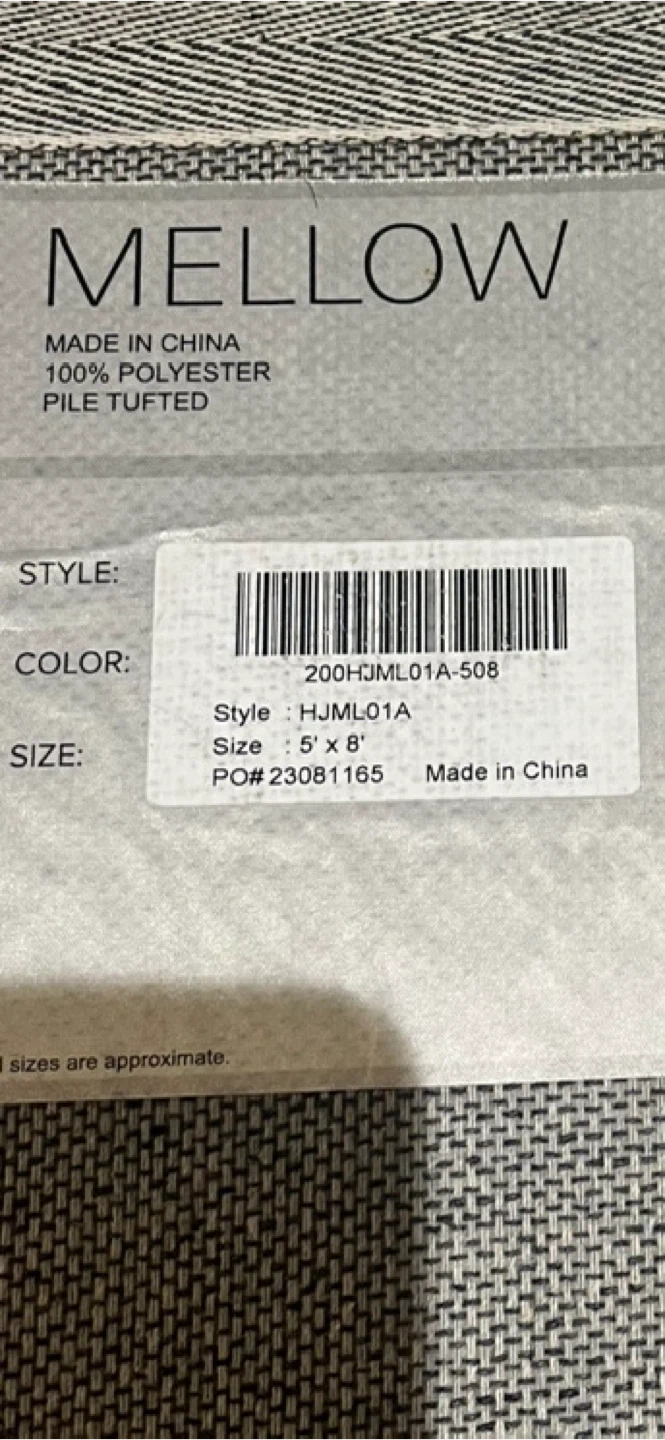 MELLOW
MADE IN CHINA
100% POLYESTER
PILE TUFTED
STYLE:
COLOR:
SIZE:
200HJML01A-508
Style : HJML01A
Size : 5' x 8'
PO# 23081165 Made in China
sizes are approximate.